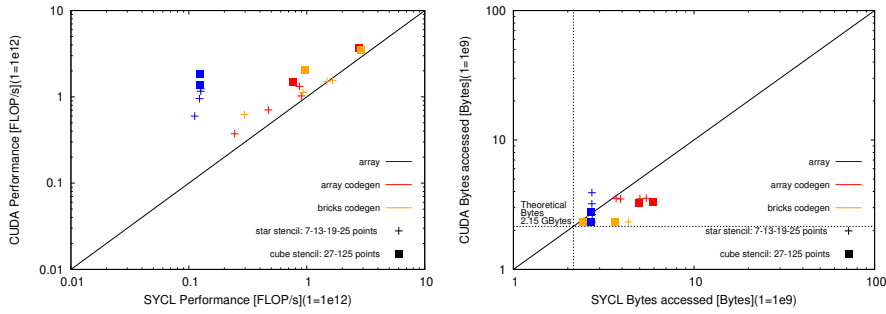 10
1
0.1
0.01
0.01
0.1
1
10
CUDA Performance [FLOP/s](1=1e12)
SYCL Performance [FLOP/s](1=1e12)
array
array codegen
bricks codegen
star stencil: 7-13-19-25 points
cube stencil: 27-125 points
100
10
1
1
10
100
CUDA Bytes accessed [Bytes](1=1e9)
SYCL Bytes accessed [Bytes](1=1e9)
Theoretical
Bytes
2.15 GBytes
array
array codegen
bricks codegen
star stencil: 7-13-19-25 points
cube stencil: 27-125 points